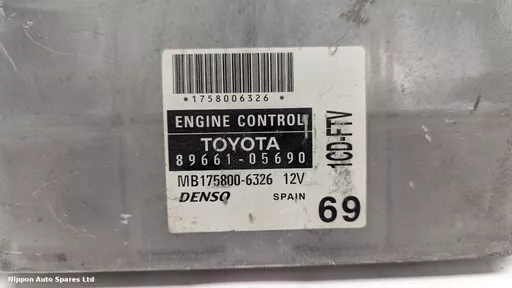 *1758006326*
ENGINE CONTROL
TOYOTA
89661-05690
MB175800-6326 12V
DENSO SPAIN
69
1CD-FTV
Nippon Auto Spares Ltd